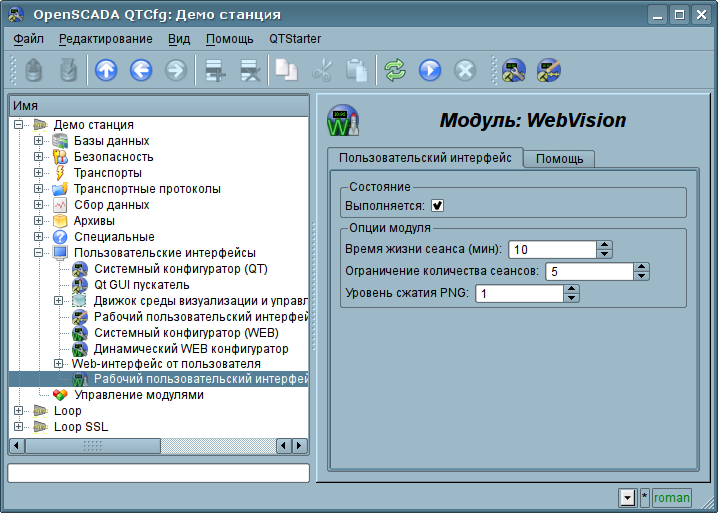 OpenSCADA QTCfg: Демо станция
Файл Редактирование Вид Помощь QTStarter
Имя
Демо станция
Базы данных
Безопасность
Транспорты
Транспортные протоколы
Сбор данных
Архивы
Специальные
Пользовательские интерфейсы
Системный конфигуратор (QT)
Qt GUI пускатель
Движок среды визуализации и управл
Рабочий пользовательский интерфей
Системный конфигуратор (WEB)
Динамический WEB конфигуратор
Web-интерфейс от пользователя
Рабочий пользовательский интерфей
Управление модулями
Loop
Loop SSL
Модуль: WebVision
Пользовательский интерфейс Помощь
Состояние
Выполняется:
Опции модуля
Время жизни сеанса (мин): 10
Ограничение количества сеансов: 5
Уровень сжатия PNG: 1
* roman